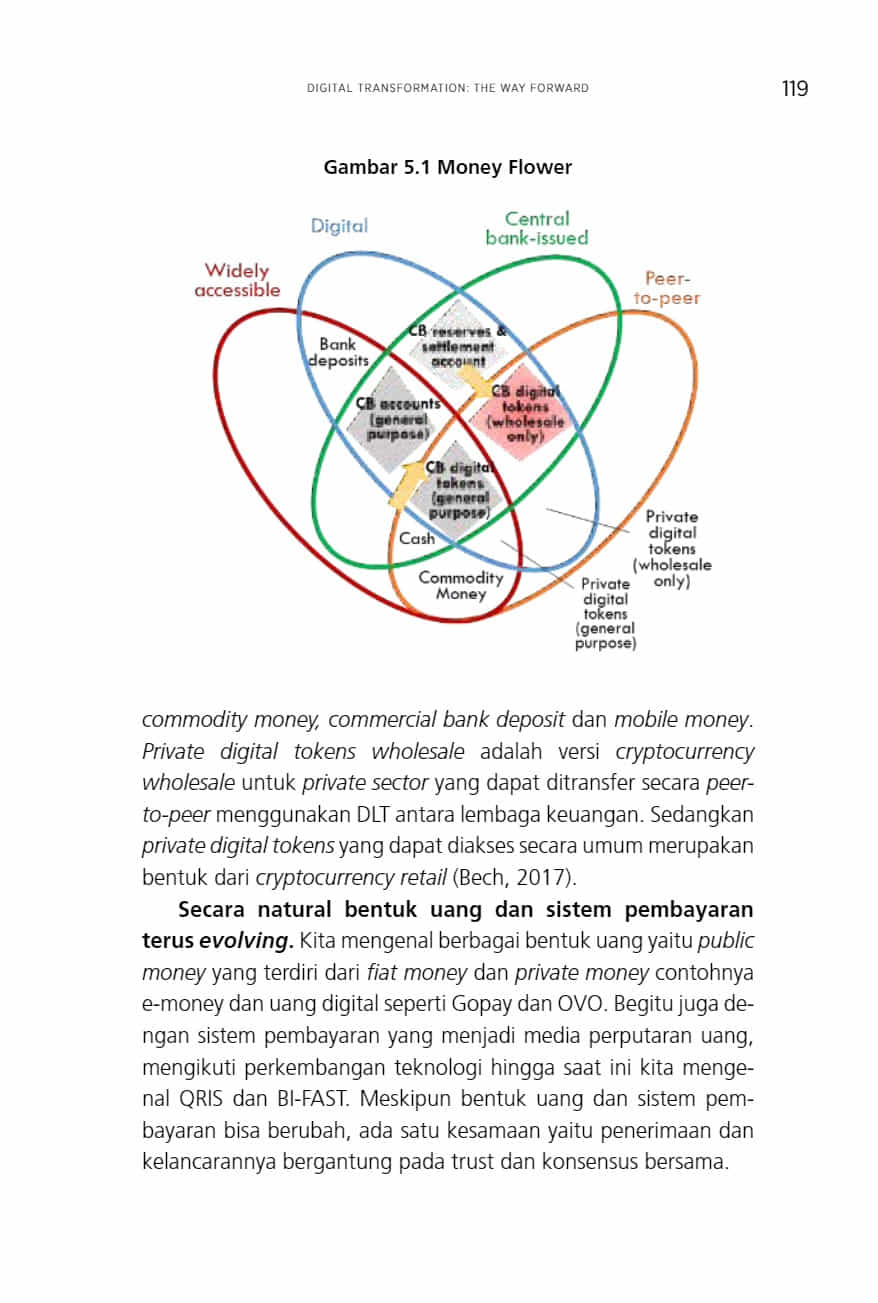 DIGITAL TRANSFORMATION: THE WAY FORWARD
119
Gambar 5.1 Money Flower
Digital
Central
bank-issued
Widely
accessible
Peer-
to-peer
Bank
deposits
CB reserves &
settlement
account
CB accounts
(general
purpose)
CB digital
tokens
(wholesale
only)
CB digital
tokens
(general
purpose)
Cash
Commodity
Money
Private
digital
tokens
(wholesale
only)
Private
digital
tokens
(general
purpose)
commodity money, commercial bank deposit dan mobile money.
Private digital tokens wholesale adalah versi cryptocurrency
wholesale untuk private sector yang dapat ditransfer secara peer-
to-peer menggunakan DLT antara lembaga keuangan. Sedangkan
private digital tokens yang dapat diakses secara umum merupakan
bentuk dari cryptocurrency retail (Bech, 2017).
Secara natural bentuk uang dan sistem pembayaran
terus evolving. Kita mengenal berbagai bentuk uang yaitu public
money yang terdiri dari fiat money dan private money contohnya
e-money dan uang digital seperti Gopay dan OVO. Begitu juga de-
ngan sistem pembayaran yang menjadi media perputaran uang,
mengikuti perkembangan teknologi hingga saat ini kita menge-
nal QRIS dan BI-FAST. Meskipun bentuk uang dan sistem pem-
bayaran bisa berubah, ada satu kesamaan yaitu penerimaan dan
kelancarannya bergantung pada trust dan konsensus bersama.